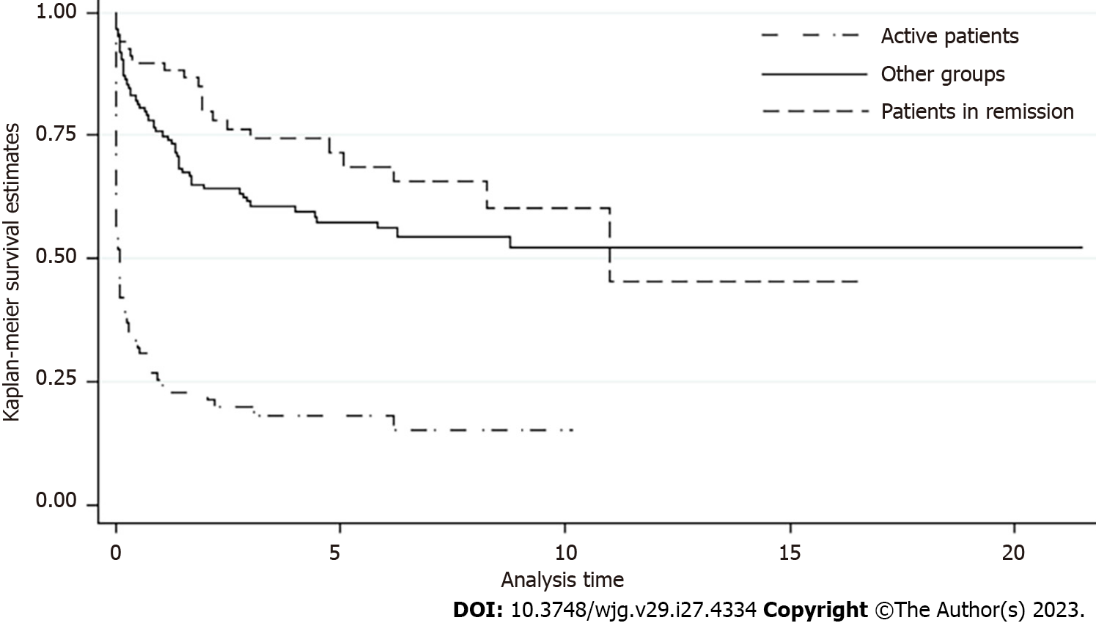 1.00
0.75
0.50
0.25
0.00
Kaplan-meier survival estimates
Active patients
Other groups
Patients in remission
0 5 10 15 20
Analysis time
DOI: 10.3748/wjg.v29.i27.4334 Copyright ©The Author(s) 2023.